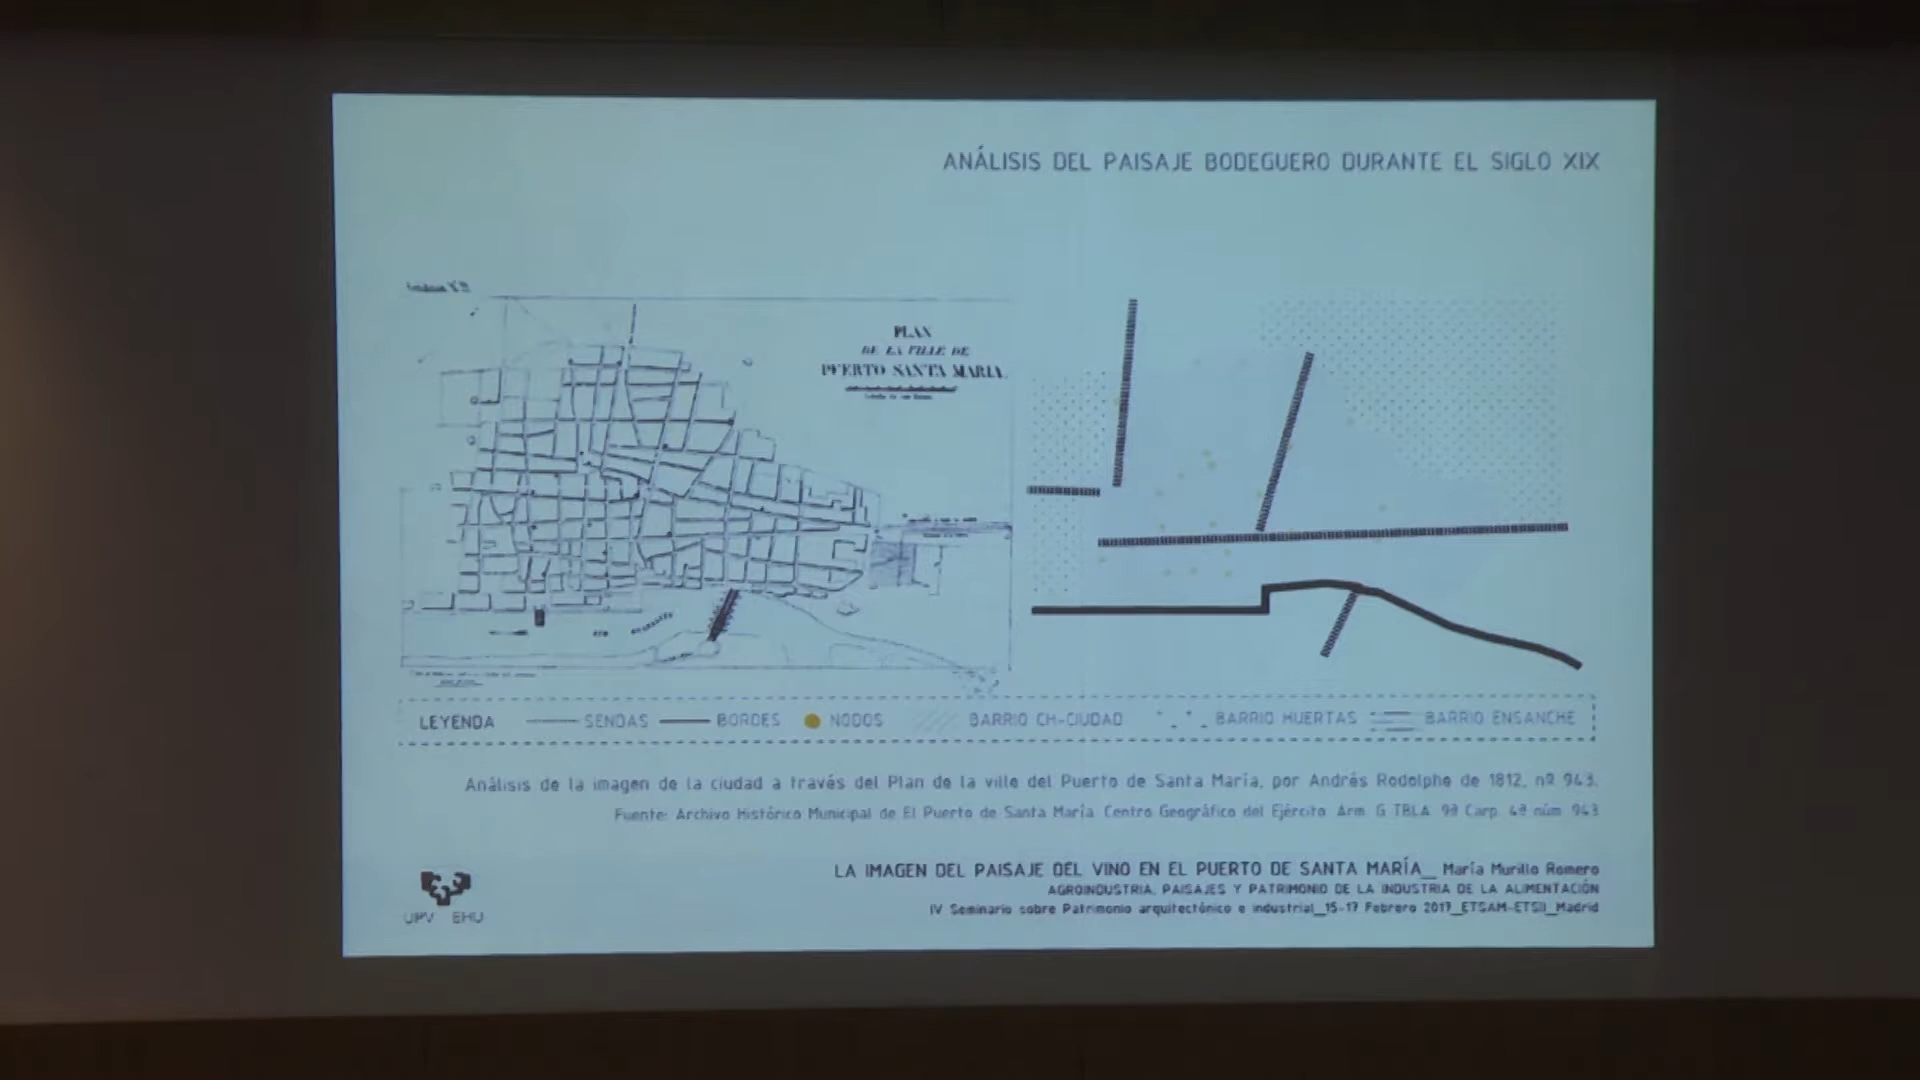 ANÁLISIS DEL PAISAJE BODEGUERO DURANTE EL SIGLO XIX
PLAN
DE LA VILLE DE
PUERTO SANTA MARIA
LEYENDA SENDAS BORDES NODOS BARRIO CH-CIUDAD BARRIO HUERTAS BARRIO ENSANCHE
Análisis de la imagen de la ciudad a través del Plan de la ville del Puerto de Santa María, por Andrés Rodolphe de 1812, nº 943.
Fuente: Archivo Histórico Municipal de El Puerto de Santa María Centro Geográfico del Ejército Arm G TBLA 9ª Carp 4ª núm 943
LA IMAGEN DEL PAISAJE DEL VINO EN EL PUERTO DE SANTA MARÍA_ María Murillo Romero
AGROINDUSTRIA, PAISAJES Y PATRIMONIO DE LA INDUSTRIA DE LA ALIMENTACIÓN
IV Seminario sobre Patrimonio arquitectónico e industrial_15-17 Febrero 2017_ETSAM-ETSII_Madrid
UPV EHU